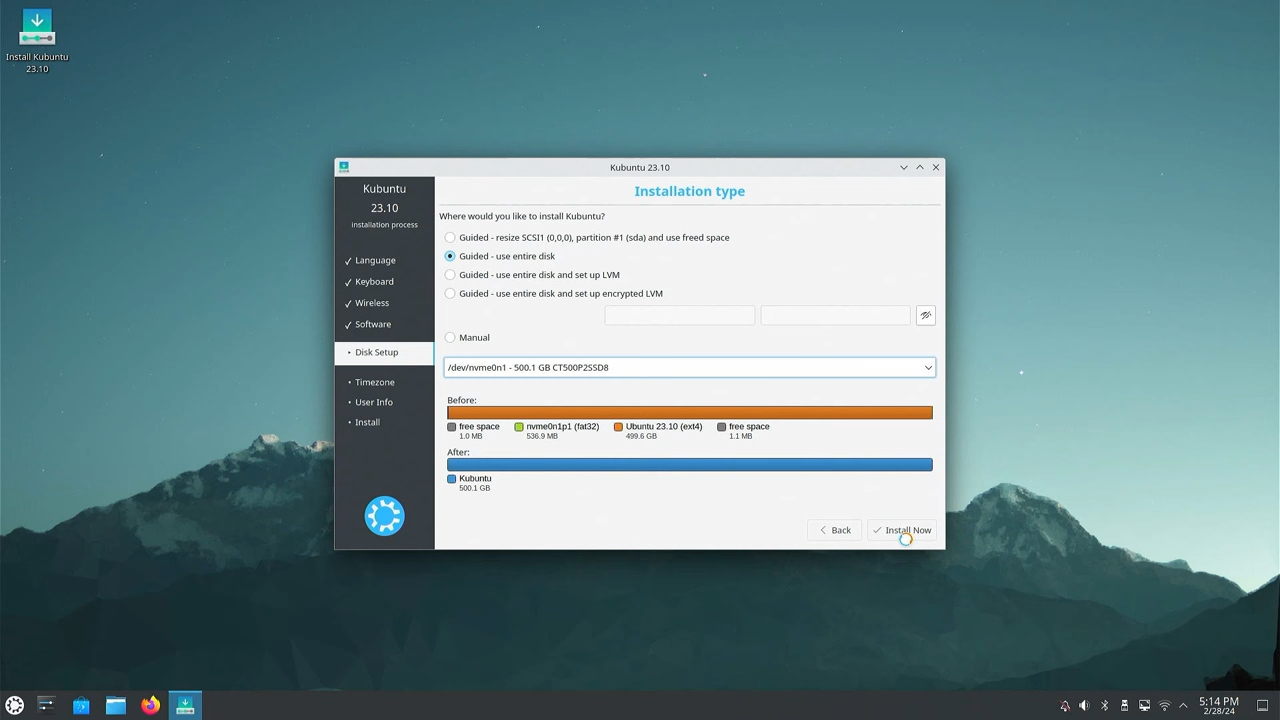 Install Kubuntu
23.10
Kubuntu 23.10
Kubuntu
23.10
installation process
Language
Keyboard
Wireless
Software
Disk Setup
Timezone
User Info
Install
Installation type
Where would you like to install Kubuntu?
Guided - resize SCSI1 (0,0,0), partition #1 (sda) and use freed space
Guided - use entire disk
Guided - use entire disk and set up LVM
Guided - use entire disk and set up encrypted LVM
Manual
/dev/nvme0n1 - 500.1 GB CT500P2SSD8
Before:
free space nvme0n1p1 (fat32) Ubuntu 23.10 (ext4) free space
1.0 MB 536.9 MB 499.6 GB 1.1 MB
After:
Kubuntu
500.1 GB
Back Install Now
5:14 PM
2/28/24